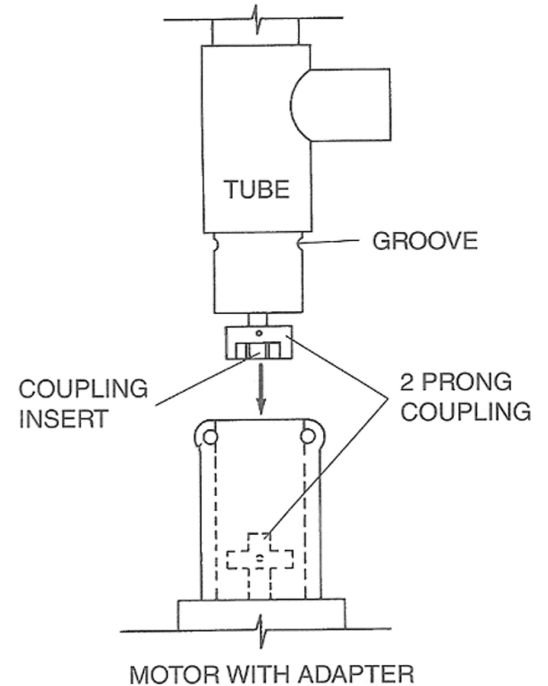 TUBE
GROOVE
COUPLING
INSERT
2 PRONG
COUPLING
MOTOR WITH ADAPTER